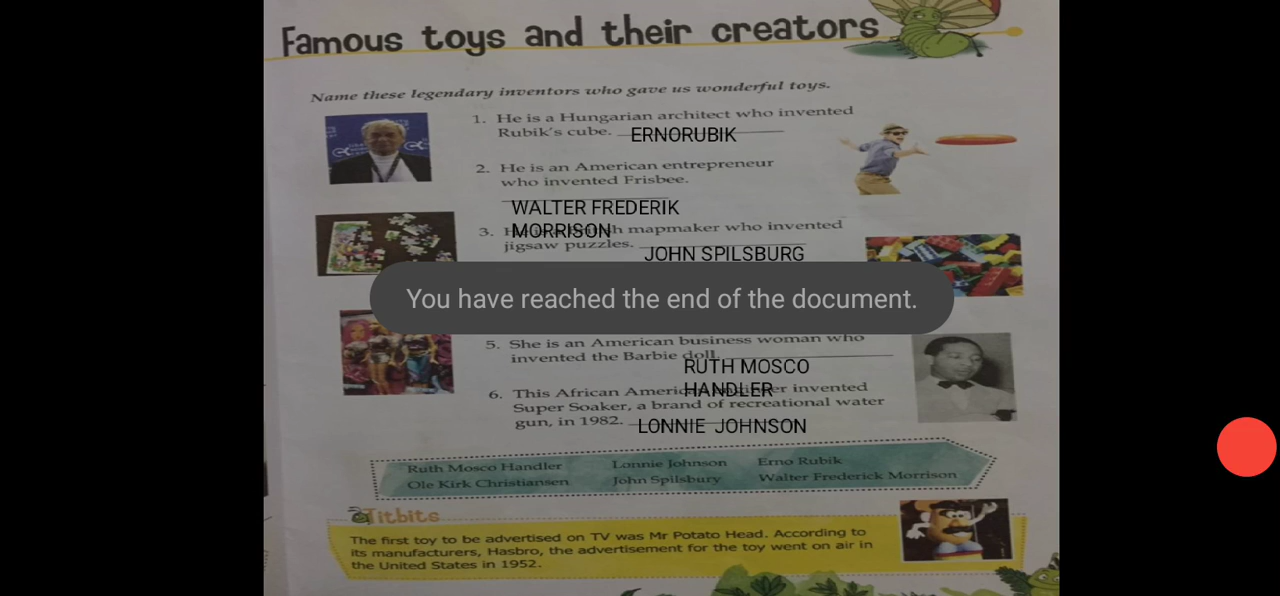 Famous toys and their creators
Name these legendary inventors who gave us wonderful toys.
1. He is a Hungarian architect who invented
Rubik's cube.
ERNORUBIK
2. He is an American entrepreneur
who invented Frisbee.
WALTER FREDERIK
MORRISON
3. mapmaker who invented
jigsaw puzzles.
JOHN SPILSBURG
You have reached the end of the document.
5. She is an American business woman who
invented the Barbie doll.
RUTH MOSCO
HANDLER
6. This African American invented
Super Soaker, a brand of recreational water
gun, in 1982.
LONNIE JOHNSON
Ruth Mosco Handler Lonnie Johnson Erno Rubik
Ole Kirk Christiansen John Spilsbury Walter Frederick Morrison
Titbits
The first toy to be advertised on TV was Mr Potato Head. According to
its manufacturers, Hasbro, the advertisement for the toy went on air in
the United States in 1952.